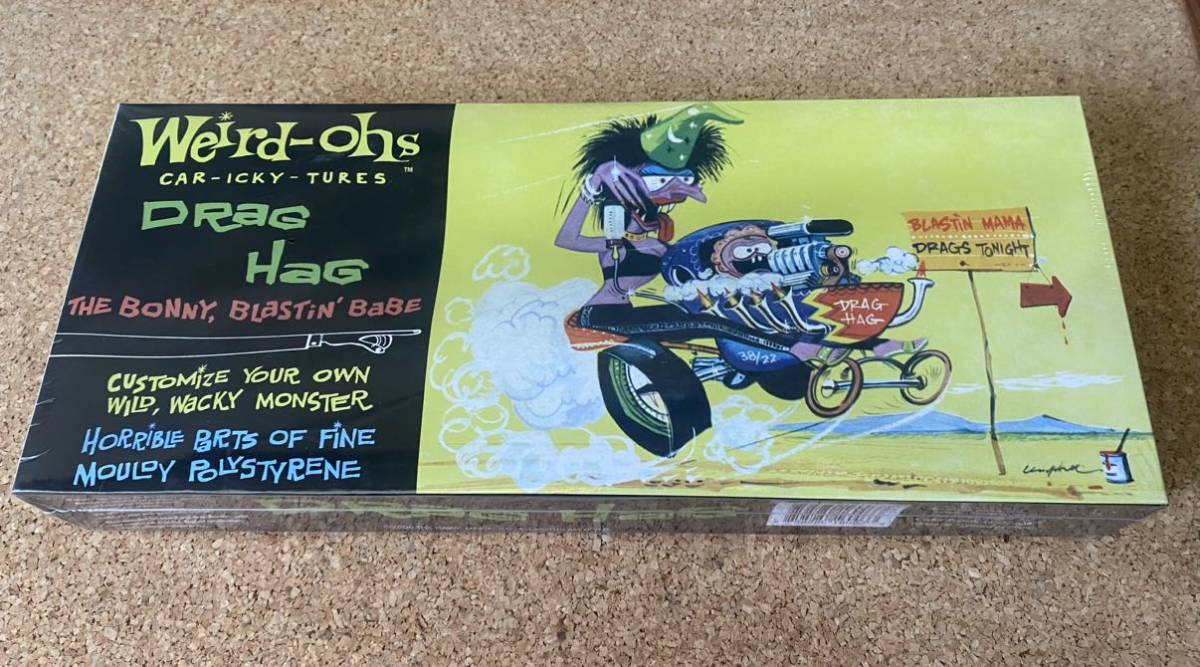 Weird-ohs
™
CAR-ICKY-TURES
DRAG
HAG
THE BONNY, BLASTIN' BABE
CUSTOMIZE YOUR OWN
WILD, WACKY MONSTER
HORRIBLE PARTS OF FINE
MOULDY POLYSTYRENE
BLASTIN MAMA
DRAGS TONIGHT
DRAG
HAG
38/22